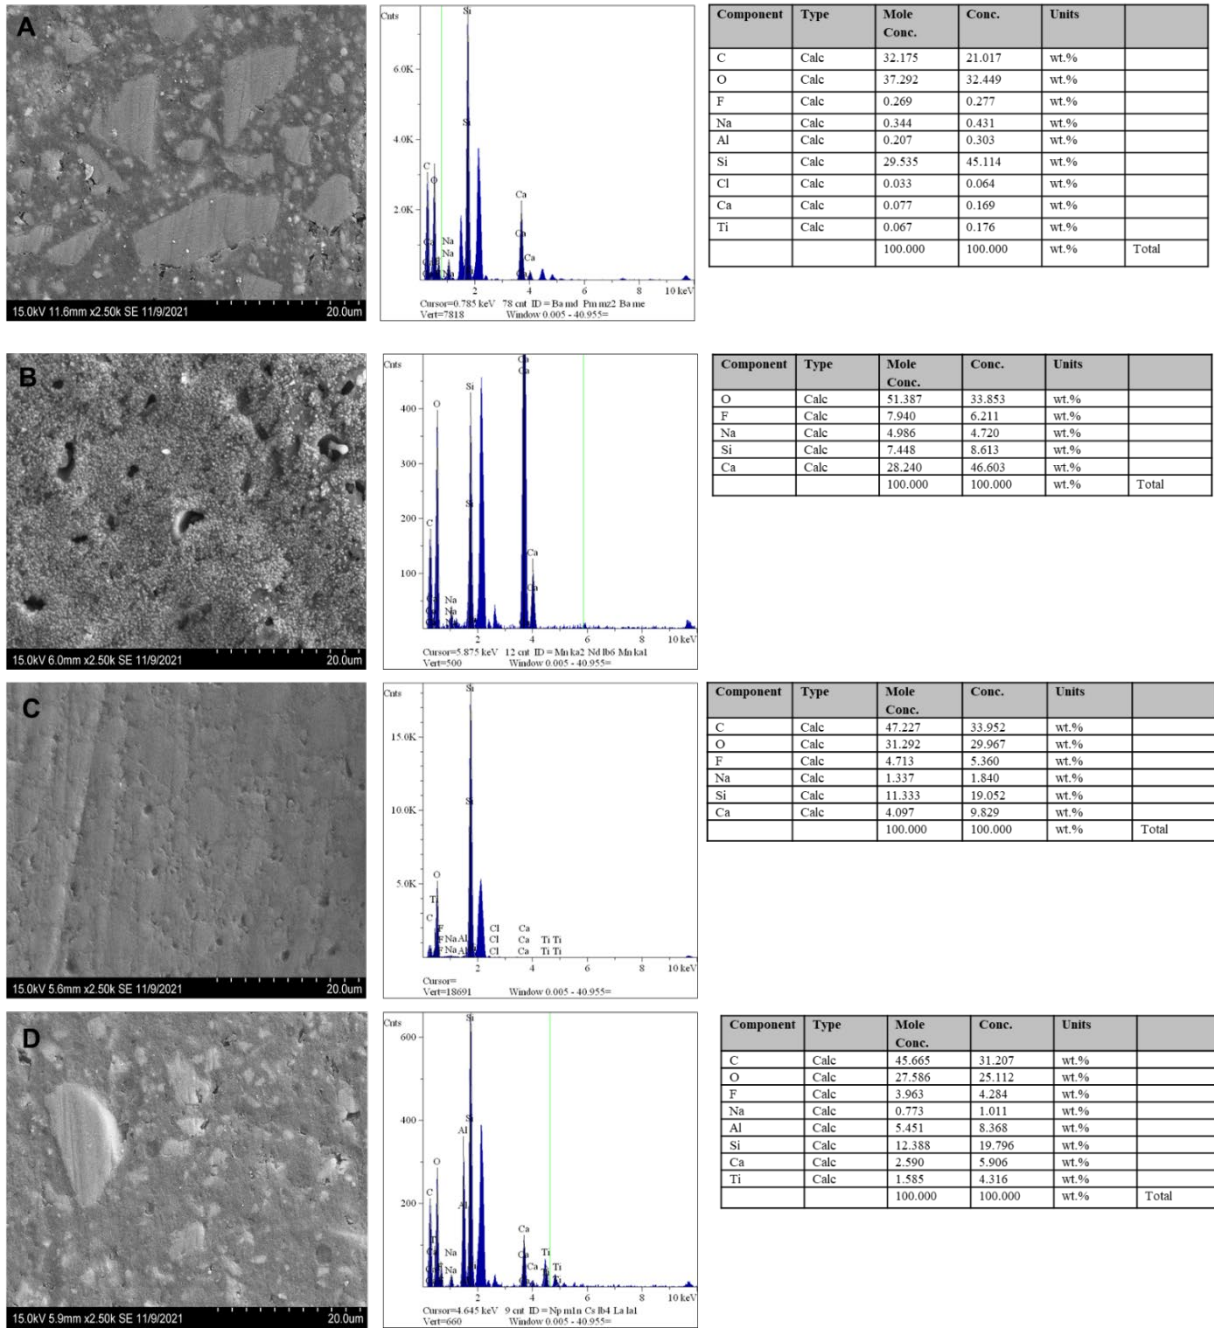 A
15.0kV 11.6mm x2.50k SE 11/9/2021 20.0um
Cnts
6.0K
4.0K
2.0K
Si
Si
C
O
Ca
Na
Na
Na
Ca
Ca
Ca
Ca
2 4 6 8 10 keV
Cursor=0.785 keV 78 cnt ID = Ba md Pm mz2 Ba me
Vert=7818 Window 0.005 - 40.955=
Component Type Mole Conc. Conc. Units
C Calc 32.175 21.017 wt.%
O Calc 37.292 32.449 wt.%
F Calc 0.269 0.277 wt.%
Na Calc 0.344 0.431 wt.%
Al Calc 0.207 0.303 wt.%
Si Calc 29.535 45.114 wt.%
Cl Calc 0.033 0.064 wt.%
Ca Calc 0.077 0.169 wt.%
Ti Calc 0.067 0.176 wt.%
100.000 100.000 wt.% Total
B
15.0kV 6.0mm x2.50k SE 11/9/2021 20.0um
Cnts
400
300
200
100
Ca
Ca
Si
O
Si
C
Na
Na
Ca
Ca
2 4 6 8 10 keV
Cursor=5.875 keV 12 cnt ID = Mn ka2 Nd lb6 Mn ka1
Vert=500 Window 0.005 - 40.955=
Component Type Mole Conc. Conc. Units
O Calc 51.387 33.853 wt.%
F Calc 7.940 6.211 wt.%
Na Calc 4.986 4.720 wt.%
Si Calc 7.448 8.613 wt.%
Ca Calc 28.240 46.603 wt.%
100.000 100.000 wt.% Total
C
15.0kV 5.6mm x2.50k SE 11/9/2021 20.0um
Cnts
15.0K
10.0K
5.0K
Si
Si
O
C
F Cl Ca
Na Al Cl Ca Ti Ti
F Na Al Cl Ca Ti Ti
2 4 6 8 10 keV
Cursor=
Vert=18691 Window 0.005 - 40.955=
Component Type Mole Conc. Conc. Units
C Calc 47.227 33.952 wt.%
O Calc 31.292 29.967 wt.%
F Calc 4.713 5.360 wt.%
Na Calc 1.337 1.840 wt.%
Si Calc 11.333 19.052 wt.%
Ca Calc 4.097 9.829 wt.%
100.000 100.000 wt.% Total
D
15.0kV 5.9mm x2.50k SE 11/9/2021 20.0um
Cnts
600
400
200
Si
Si
Al
O
C
Al
Na
Na
Ca
Ca
Ca
Ti
Ti
2 4 6 8 10 keV
Cursor=4.645 keV 9 cnt ID = Np m1n Cs lb4 La la1
Vert=660 Window 0.005 - 40.955=
Component Type Mole Conc. Conc. Units
C Calc 45.665 31.207 wt.%
O Calc 27.586 25.112 wt.%
F Calc 3.963 4.284 wt.%
Na Calc 0.773 1.011 wt.%
Al Calc 5.451 8.368 wt.%
Si Calc 12.388 19.796 wt.%
Ca Calc 2.590 5.906 wt.%
Ti Calc 1.585 4.316 wt.%
100.000 100.000 wt.% Total